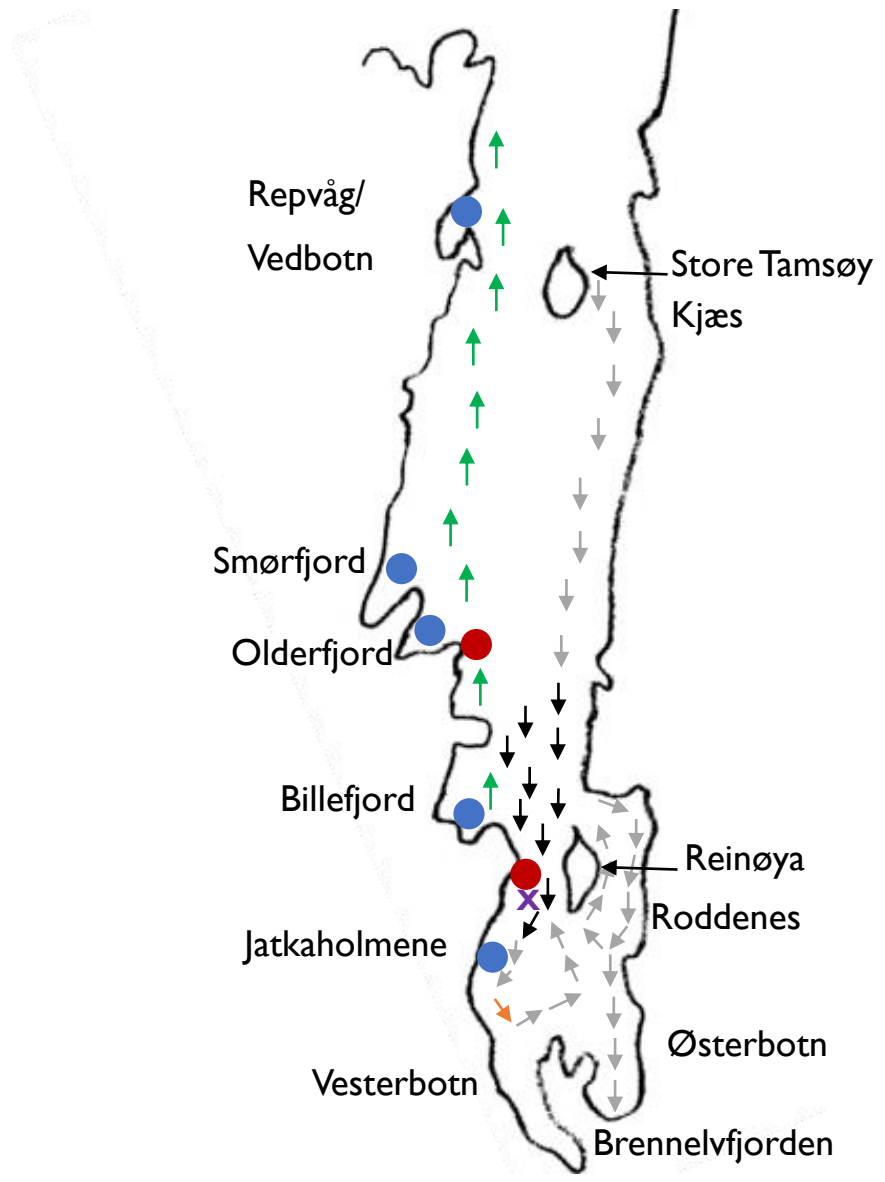 Repvåg/
Vedbotn
Store Tamsøy
Kjæs
Smørfjord
Olderfjord
Billefjord
Reinøya
Roddenes
Jatkaholmene
x
Østerbotn
Vesterbotn
Brennelvfjorden